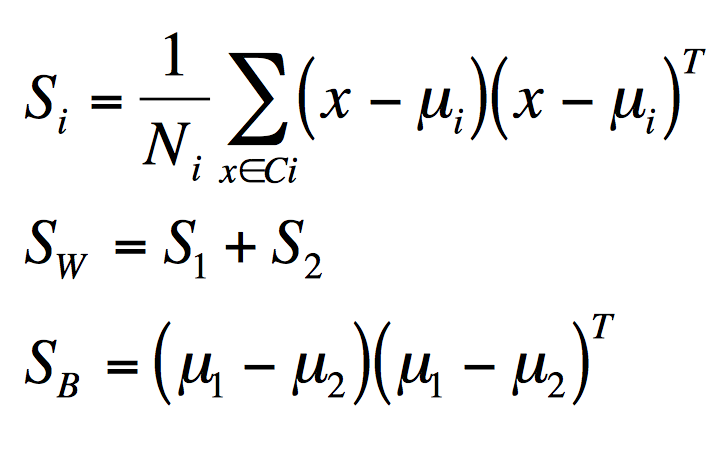 S_i = \frac{1}{N_i} \sum_{x \in Ci} (x - \mu_i)(x - \mu_i)^T
S_W = S_1 + S_2
S_B = (\mu_1 - \mu_2)(\mu_1 - \mu_2)^T